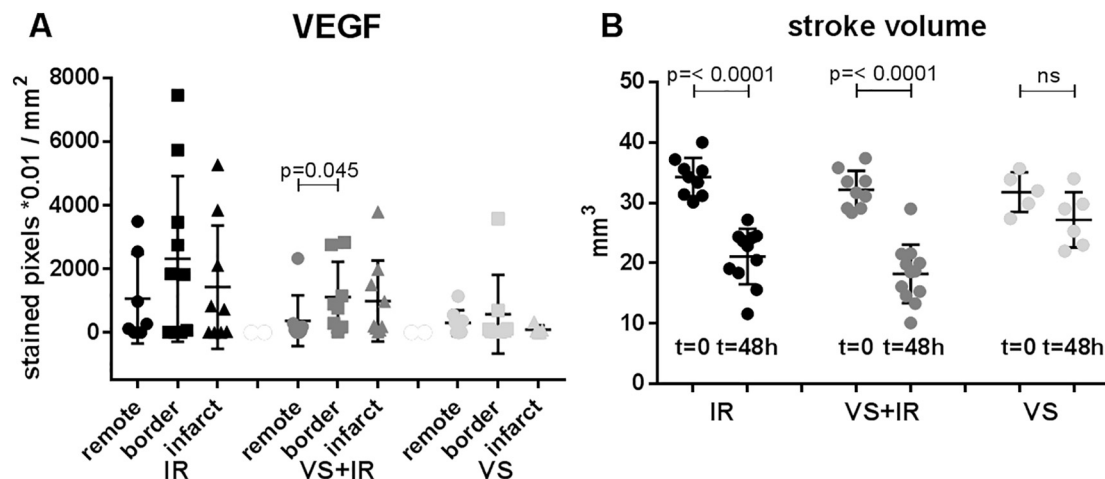 A
VEGF
stained pixels *0.01 / mm²
8000
6000
4000
2000
0
p=0.045
remote
border
infarct
remote
border
infarct
remote
border
infarct
IR
VS+IR
VS
B
stroke volume
mm³
50
40
30
20
10
0
p=< 0.0001
p=< 0.0001
ns
t=0 t=48h
t=0 t=48h
t=0 t=48h
IR
VS+IR
VS